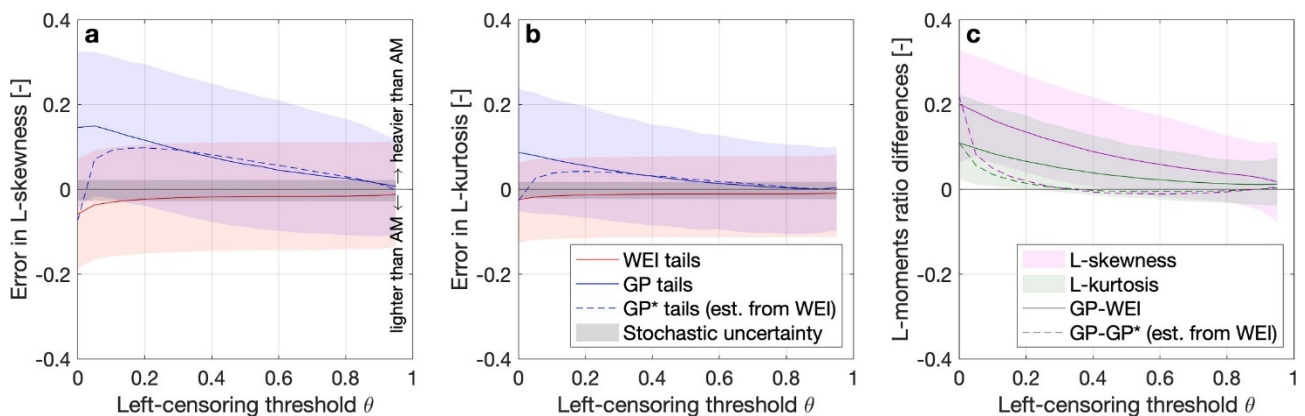 a
Error in L-skewness [-]
0.4
0.2
0
-0.2
-0.4
0
0.2
0.4
0.6
0.8
1
Left-censoring threshold θ
lighter than AM ← → heavier than AM
b
Error in L-kurtosis [-]
0.4
0.2
0
-0.2
-0.4
0
0.2
0.4
0.6
0.8
1
Left-censoring threshold θ
WEI tails
GP tails
GP* tails (est. from WEI)
Stochastic uncertainty
c
L-moments ratio differences [-]
0.4
0.2
0
-0.2
-0.4
0
0.2
0.4
0.6
0.8
1
Left-censoring threshold θ
L-skewness
L-kurtosis
GP-WEI
GP-GP* (est. from WEI)